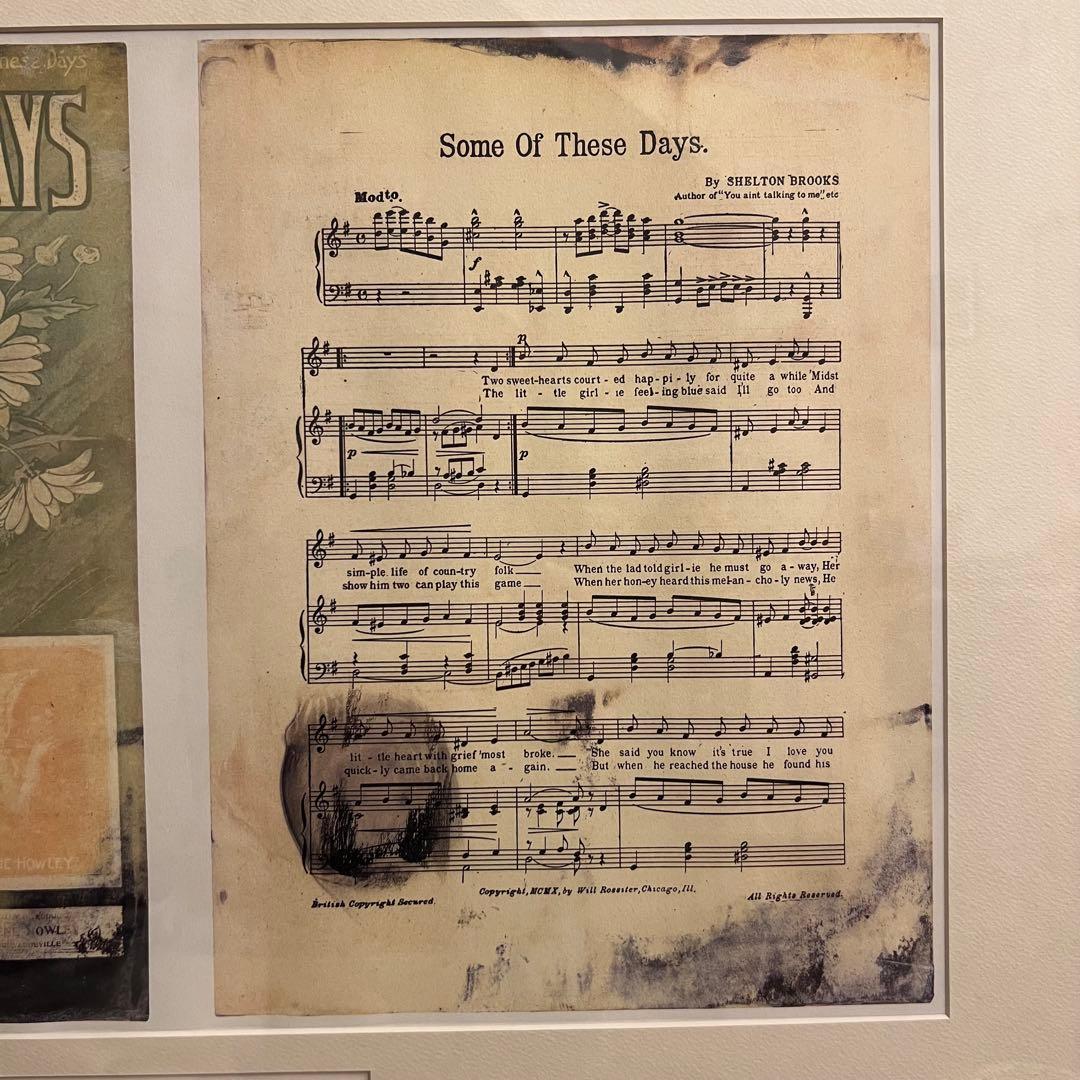 These Days
AYS
HOWLEY
OWL
Some Of These Days.
By SHELTON BROOKS
Author of "You aint talking to me", etc
Modto.
f
p
Two sweet-hearts court - ed hap - pi - ly for quite a while 'Midst
The lit - tle girl - ie feel-ing blue said I'll go too And
p
p
sim-ple life of coun-try folk When the lad told girl-ie he must go a - way, Her
show him two can play this game When her hon-ey heard this mel-an - cho - ly news, He
lit - tle heart with grief 'most broke. She said you know it's true I love you
quick-ly came back home a - gain. But when he reached the house he found his
Copyright, MCMX, by Will Rossiter, Chicago, Ill.
British Copyright Secured.
All Rights Reserved.